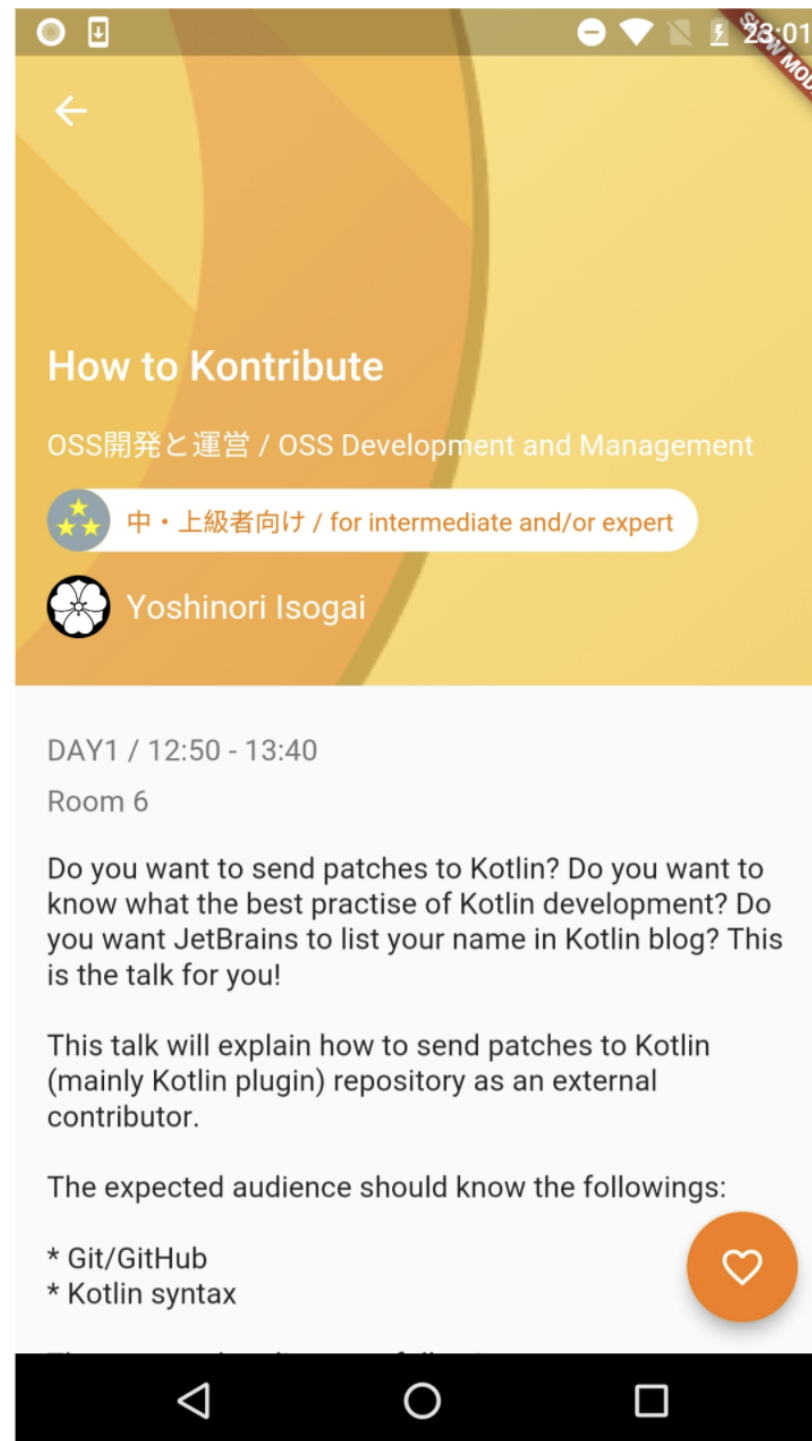 23:01
How to Kontribute
OSS開発と運営 / OSS Development and Management
中・上級者向け / for intermediate and/or expert
Yoshinori Isogai
DAY1 / 12:50 - 13:40
Room 6
Do you want to send patches to Kotlin? Do you want to
know what the best practise of Kotlin development? Do
you want JetBrains to list your name in Kotlin blog? This
is the talk for you!
This talk will explain how to send patches to Kotlin
(mainly Kotlin plugin) repository as an external
contributor.
The expected audience should know the followings:
* Git/GitHub
* Kotlin syntax